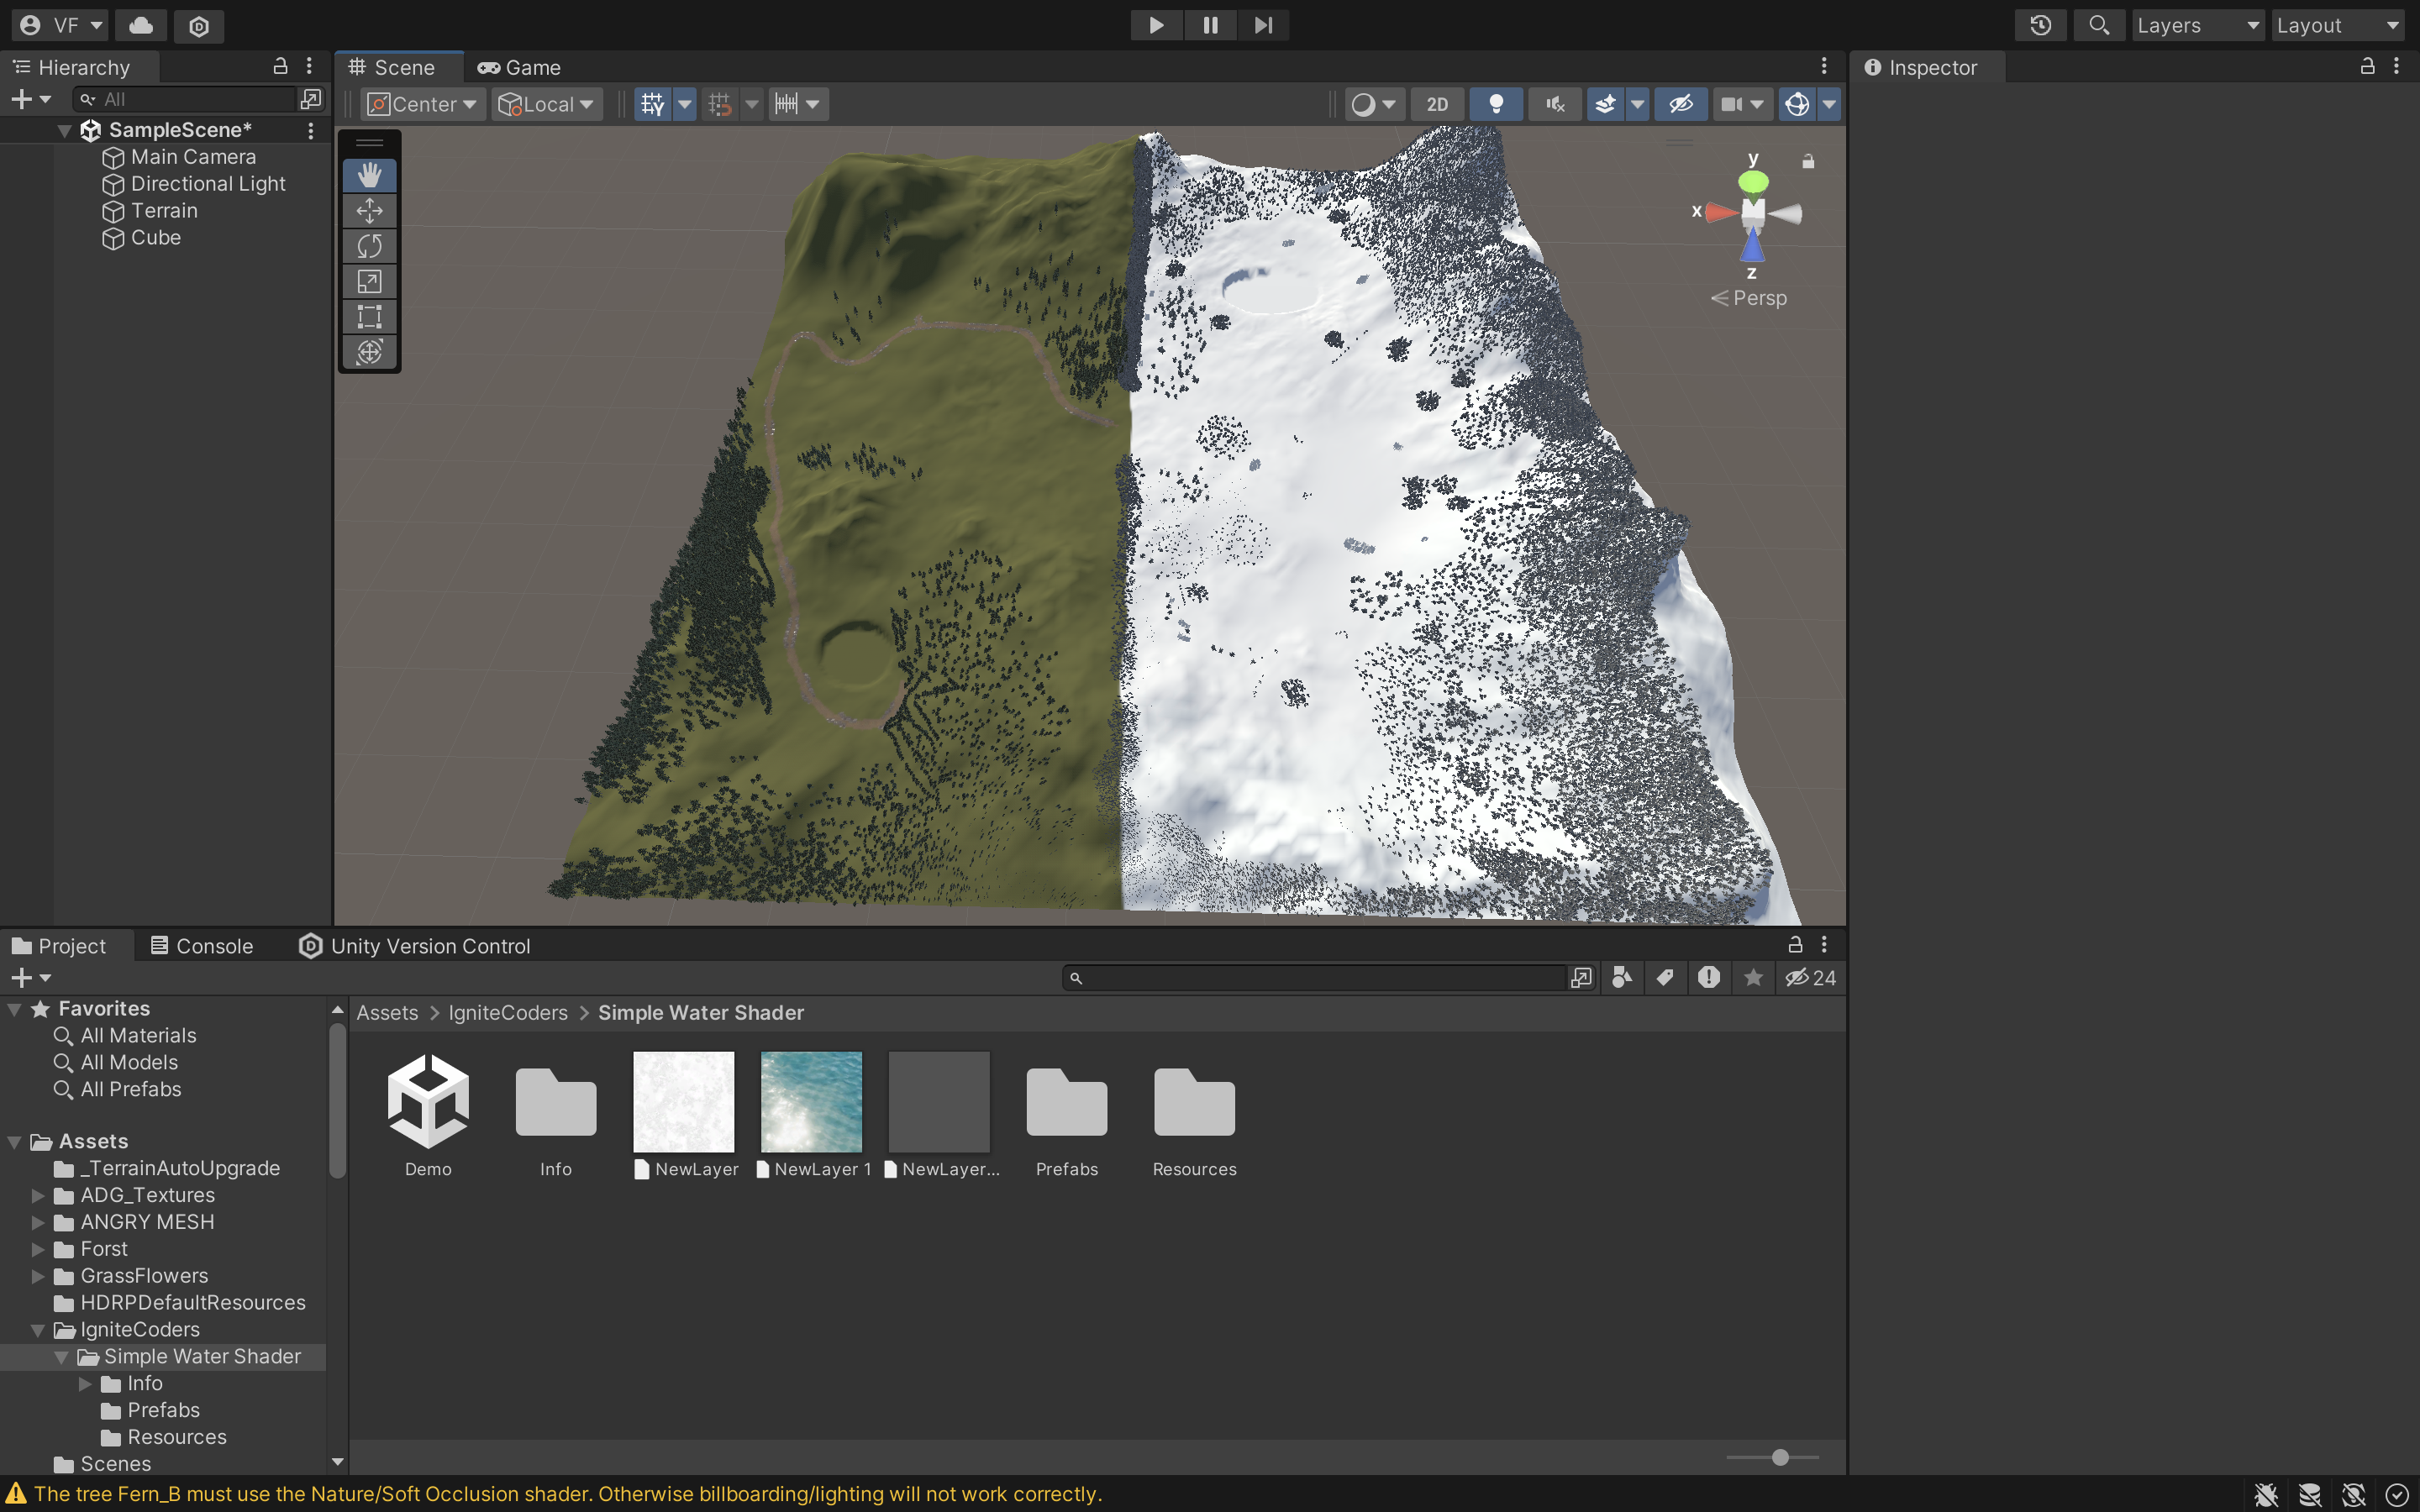 VF
Layers
Layout
Hierarchy
All
SampleScene*
Main Camera
Directional Light
Terrain
Cube
Scene
Game
Center
Local
2D
y
x
z
Persp
Inspector
Project
Console
Unity Version Control
24
Favorites
All Materials
All Models
All Prefabs
Assets
_TerrainAutoUpgrade
ADG_Textures
ANGRY MESH
Forst
GrassFlowers
HDRPDefaultResources
IgniteCoders
Simple Water Shader
Info
Prefabs
Resources
Scenes
Assets > IgniteCoders > Simple Water Shader
Demo
Info
NewLayer
NewLayer 1
NewLayer...
Prefabs
Resources
The tree Fern_B must use the Nature/Soft Occlusion shader. Otherwise billboarding/lighting will not work correctly.